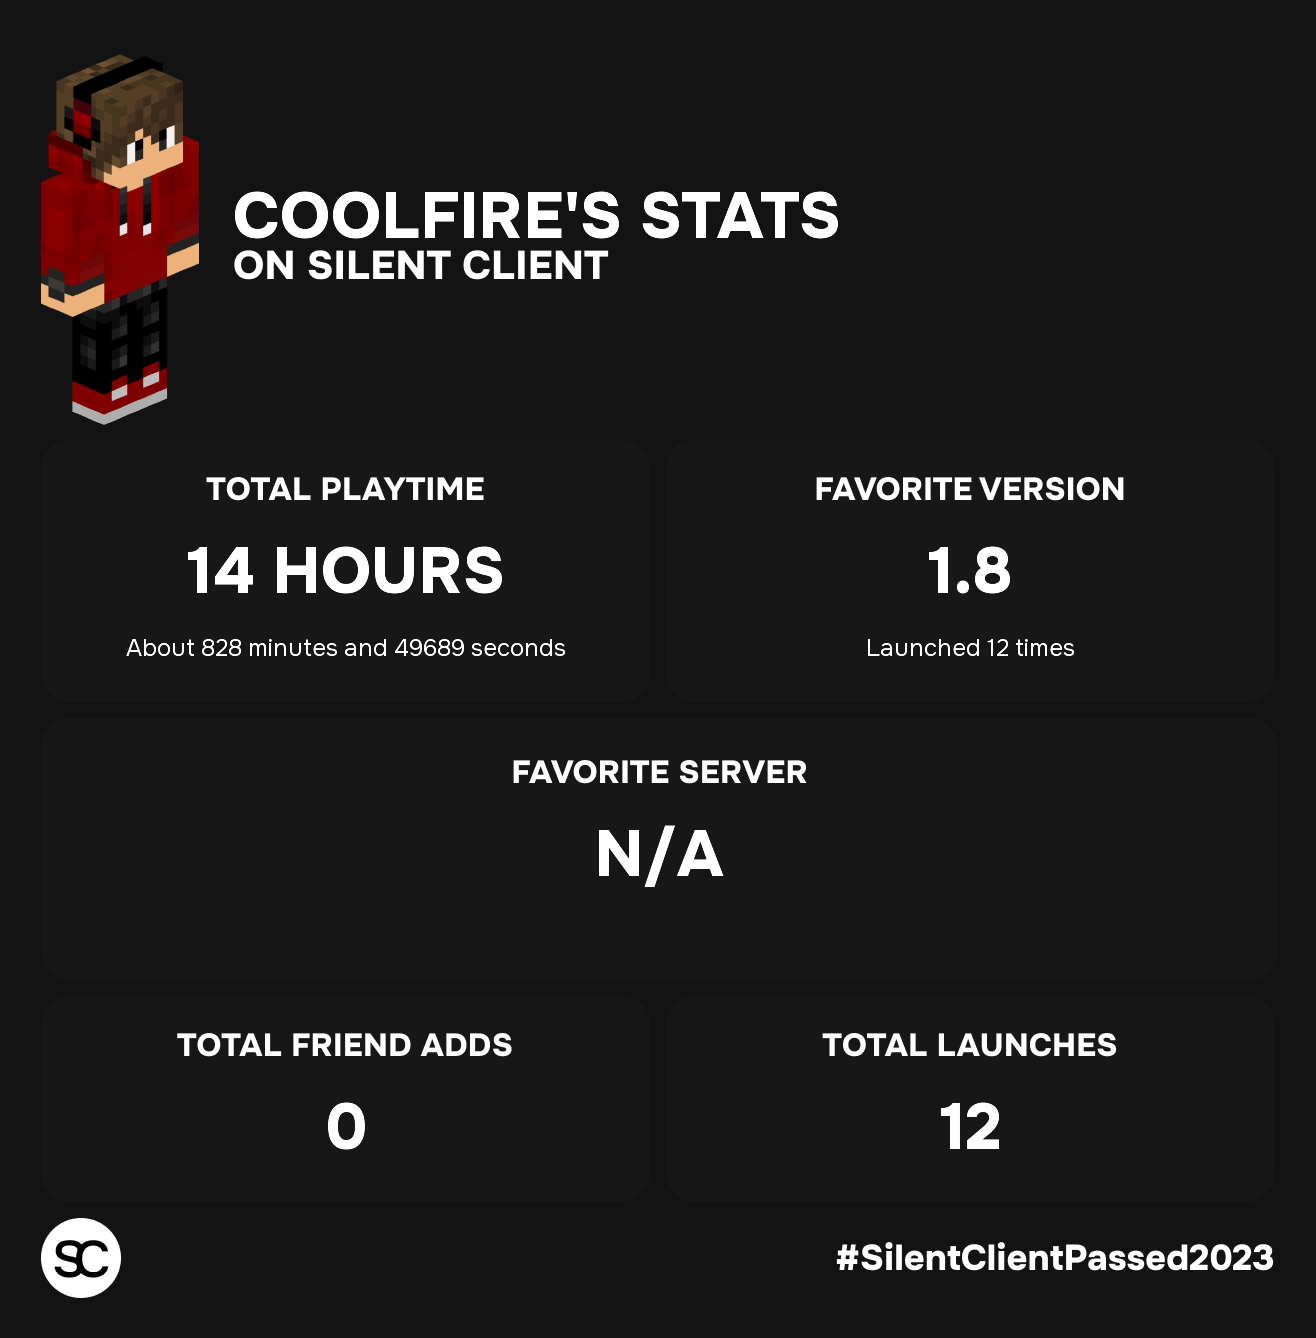 COOLFIRE'S STATS
ON SILENT CLIENT
TOTAL PLAYTIME
14 HOURS
About 828 minutes and 49689 seconds
FAVORITE VERSION
1.8
Launched 12 times
FAVORITE SERVER
N/A
TOTAL FRIEND ADDS
0
TOTAL LAUNCHES
12
SC
#SilentClientPassed2023